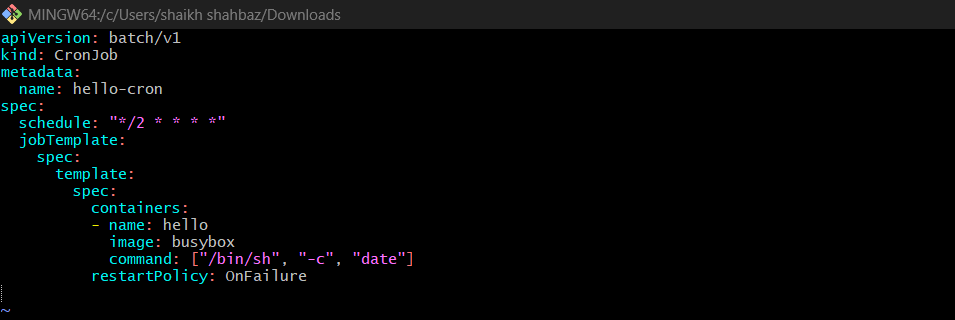 MINGW64:/c/Users/shaikh shahbaz/Downloads
apiVersion: batch/v1
kind: CronJob
metadata:
  name: hello-cron
spec:
  schedule: "*/2 * * * *"
  jobTemplate:
    spec:
      template:
        spec:
          containers:
          - name: hello
            image: busybox
            command: ["/bin/sh", "-c", "date"]
          restartPolicy: OnFailure
~